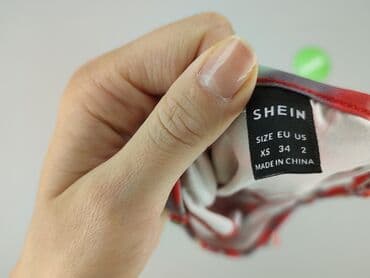 SHEIN
SIZE EU US
XS 34 2
MADE IN CHINA